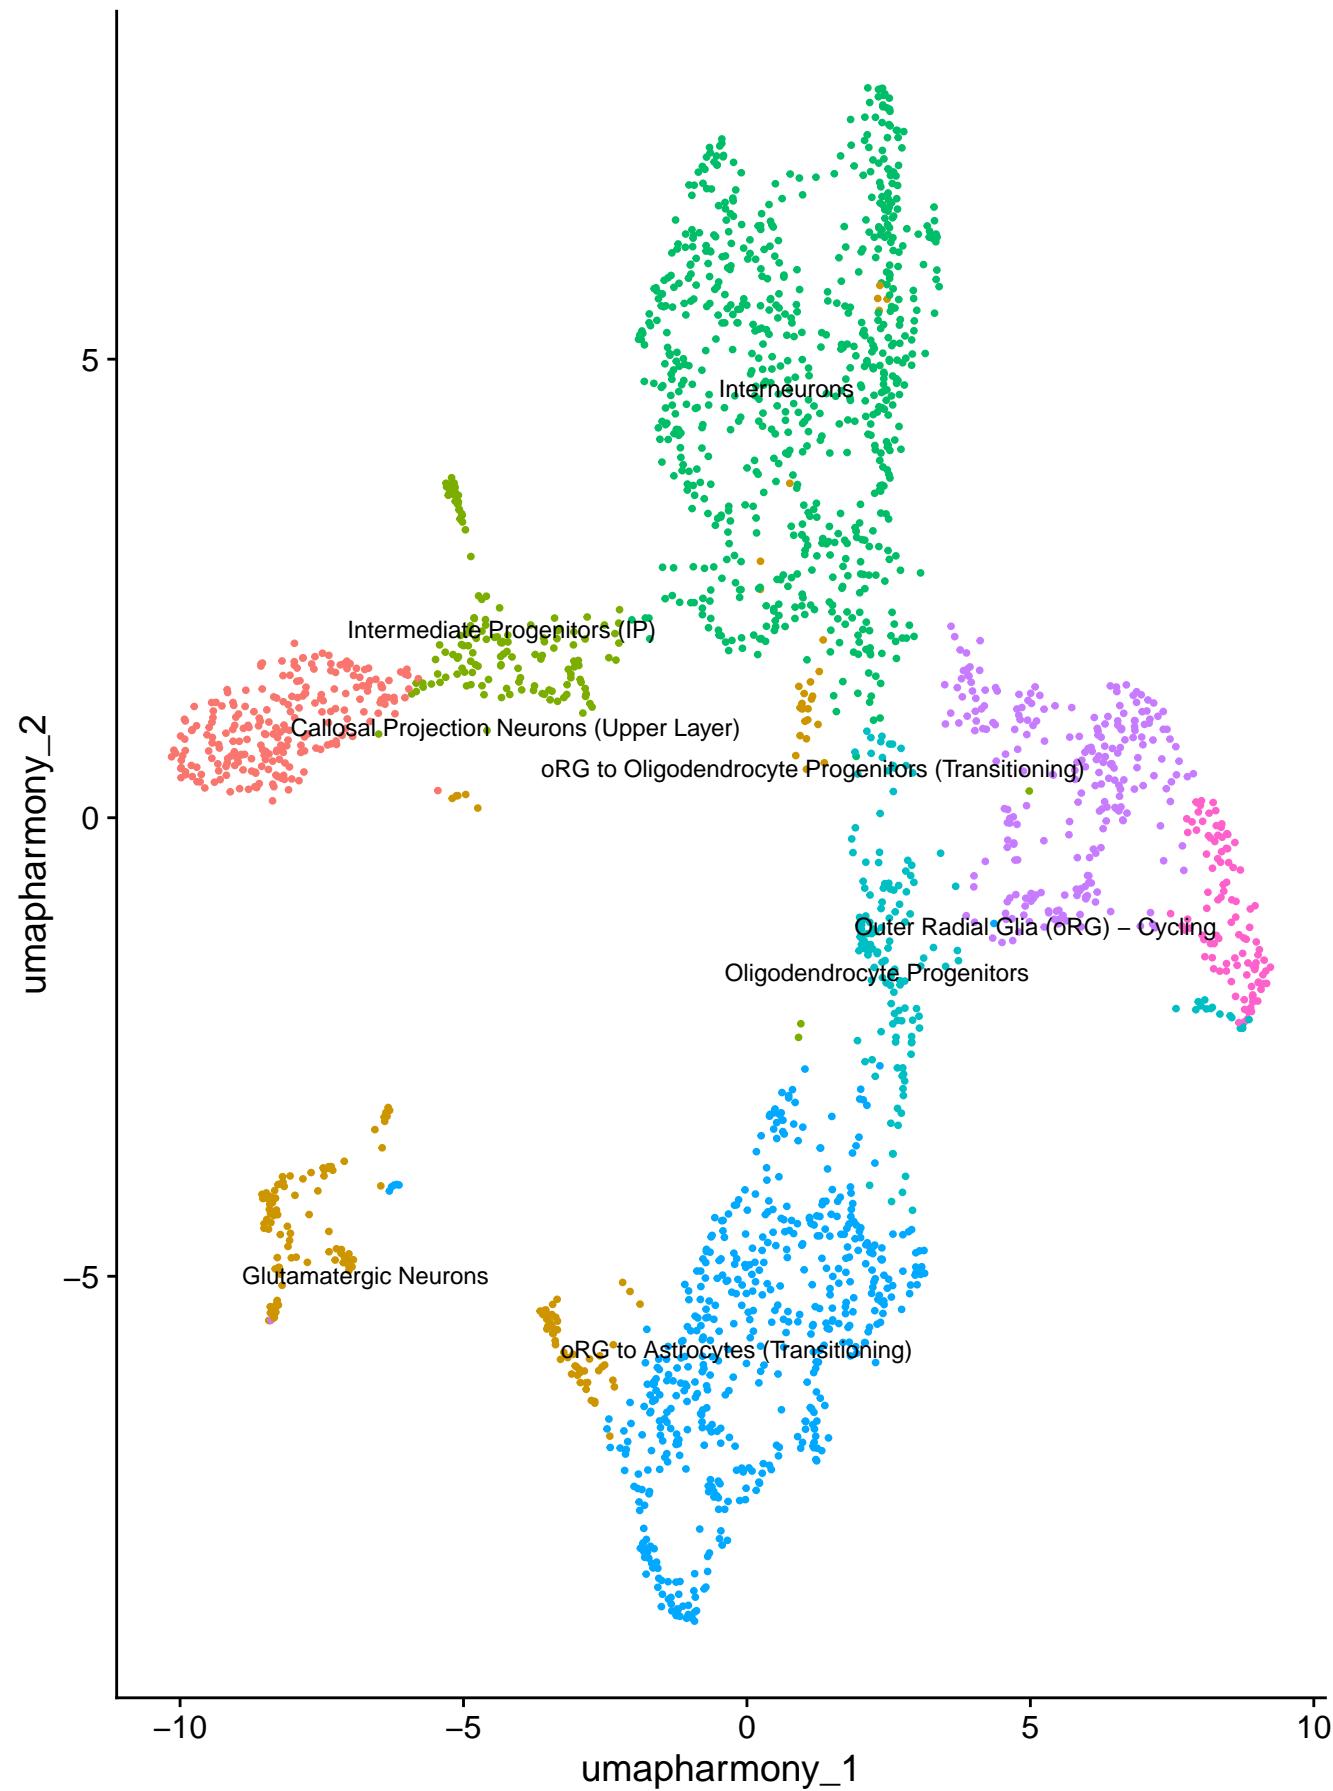 5
Interneurons
Intermediate Progenitors (IP)
Callosal Projection Neurons (Upper Layer)
oRG to Oligodendrocyte Progenitors (Transitioning)
0
umapharmony_2
Outer Radial Glia (oRG) – Cycling
Oligodendrocyte Progenitors
–5
Glutamatergic Neurons
oRG to Astrocytes (Transitioning)
–10
–5
0
5
10
umapharmony_1